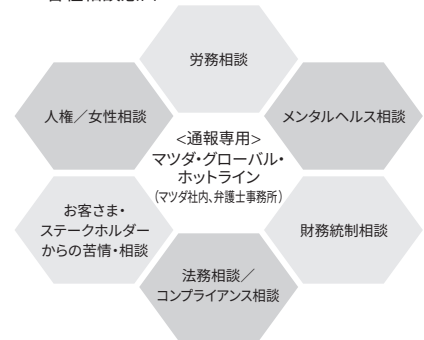 労務相談
人権／女性相談
メンタルヘルス相談
<通報専用>
マツダ・グローバル・
ホットライン
(マツダ社内、弁護士事務所)
お客さま・
ステークホルダー
からの苦情・相談
財務統制相談
法務相談／
コンプライアンス相談